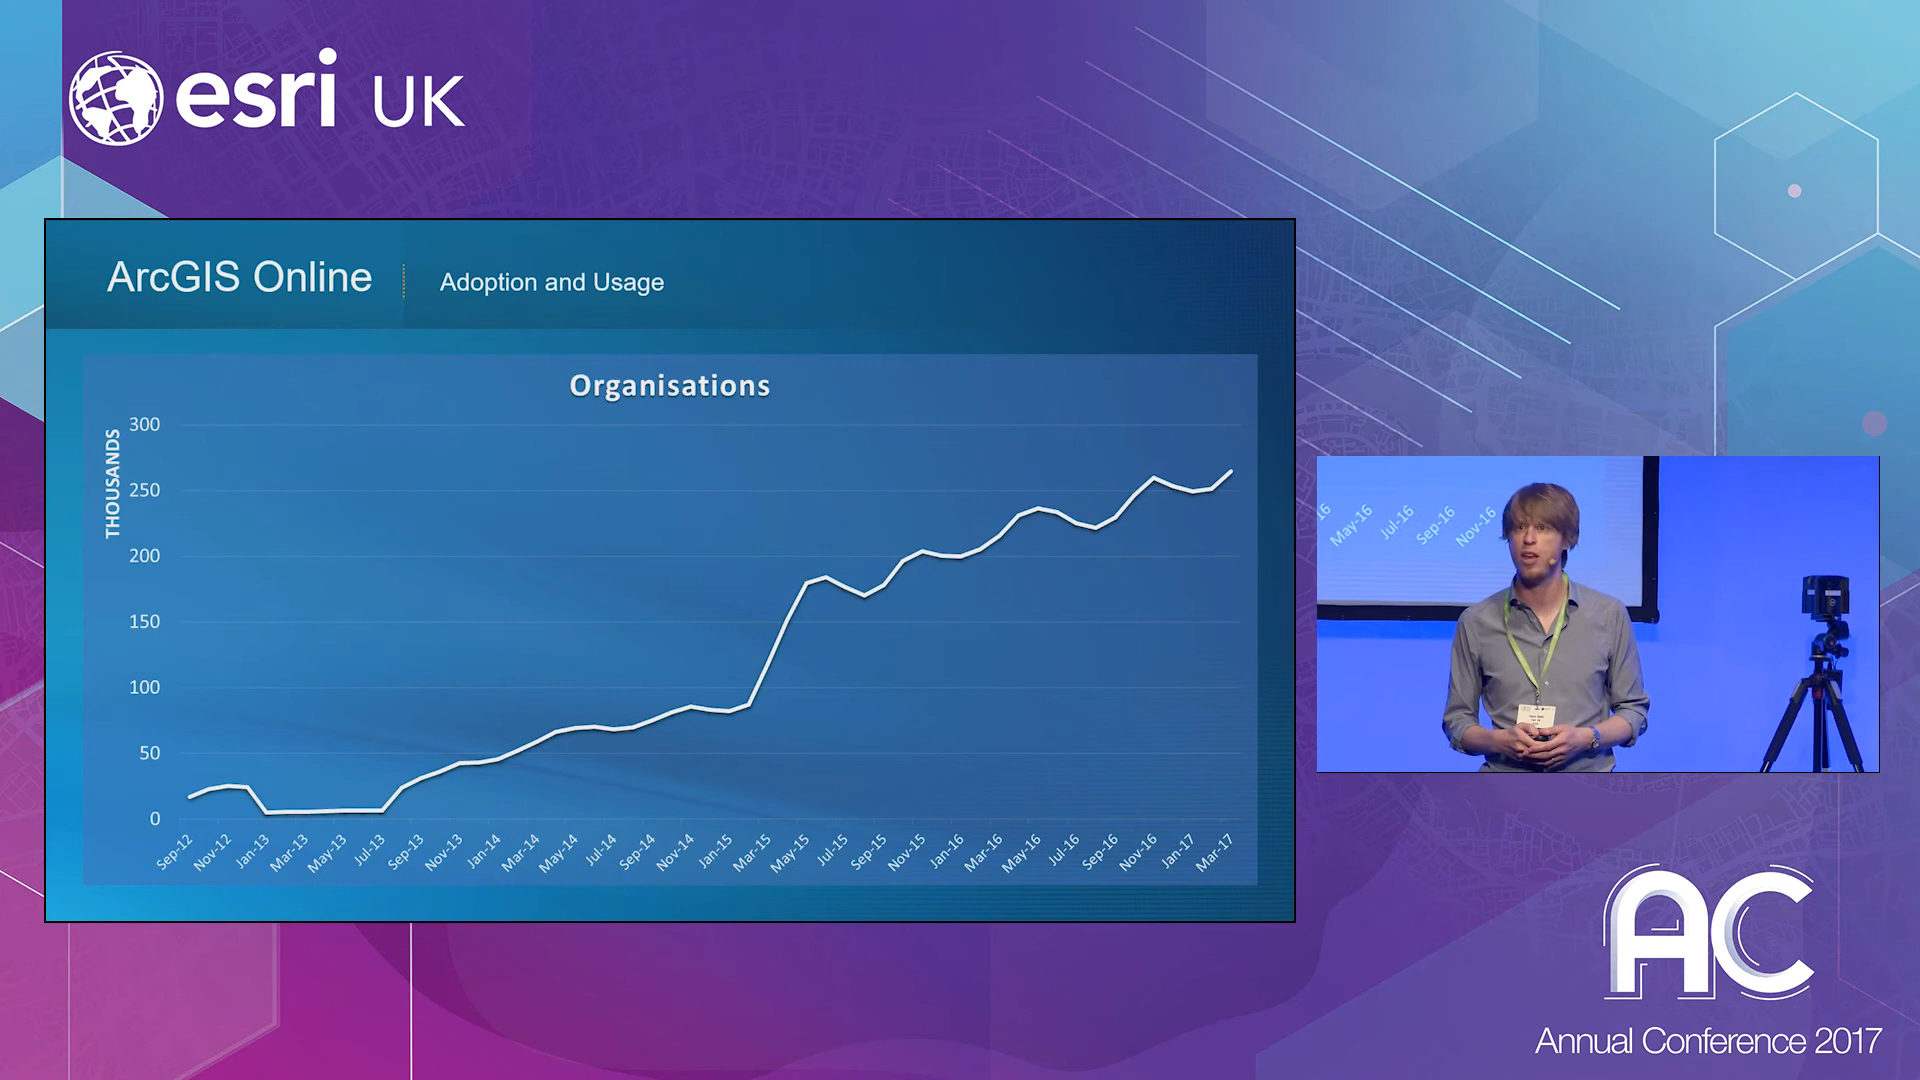 esri UK
ArcGIS Online
Adoption and Usage
Organisations
THOUSANDS
300
250
200
150
100
50
0
Sep-12 Nov-12 Jan-13 Mar-13 May-13 Jul-13 Sep-13 Nov-13 Jan-14 Mar-14 May-14 Jul-14 Sep-14 Nov-14 Jan-15 Mar-15 May-15 Jul-15 Sep-15 Nov-15 Jan-16 Mar-16 May-16 Jul-16 Sep-16 Nov-16 Jan-17 Mar-17
16 May-16 Jul-16 Sep-16 Nov-16
AC
Annual Conference 2017